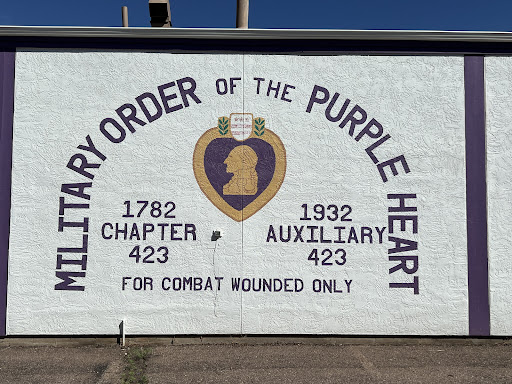 MILITARY ORDER OF THE PURPLE HEART
1782
CHAPTER
423
1932
AUXILIARY
423
FOR COMBAT WOUNDED ONLY